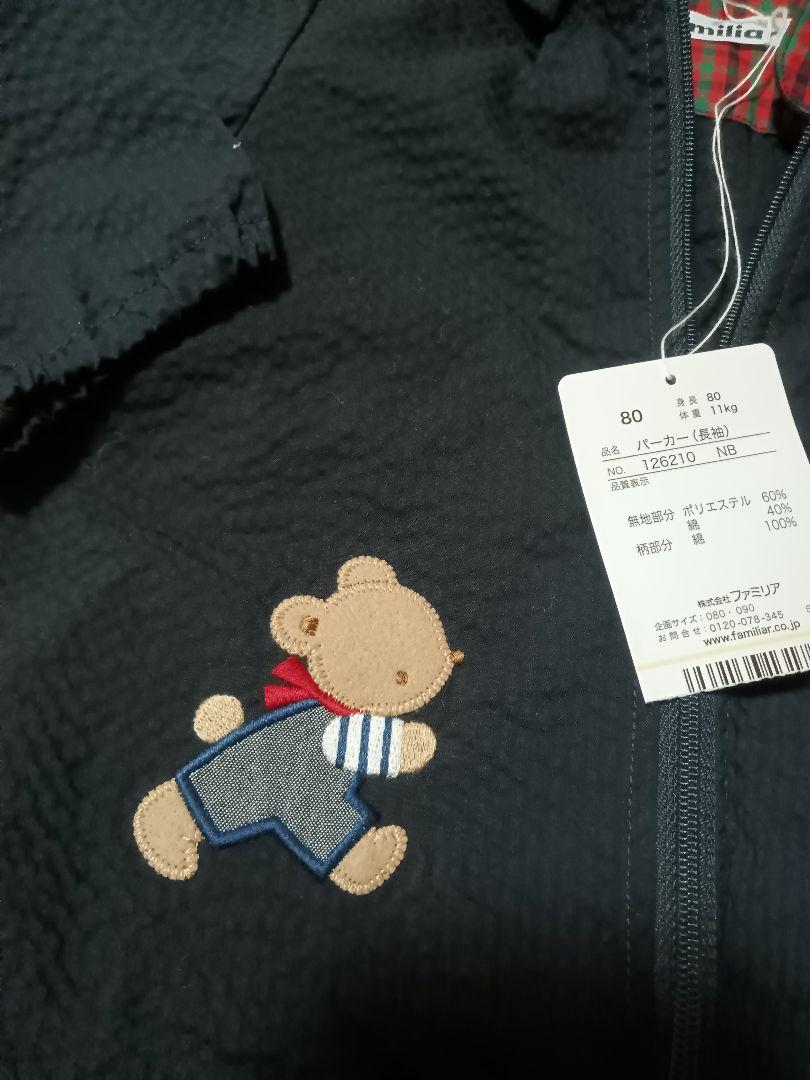 milia
80
身長 80
体重 11kg
品名 パーカー(長袖)
NO. 126210 NB
品質表示
無地部分 ポリエステル 60%
綿 40%
柄部分 綿 100%
株式会社ファミリア
企画サイズ:080・090
お問合せ:0120-078-345
www.familiar.co.jp